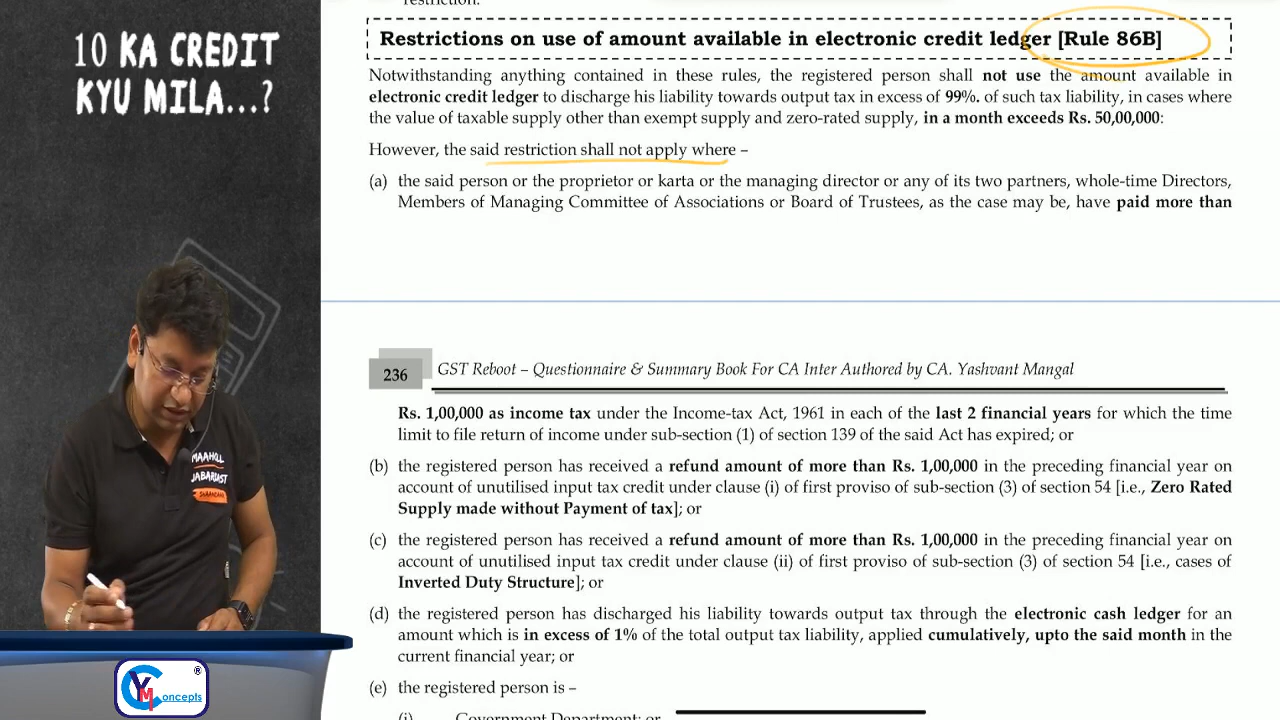 10 KA CREDIT
KYU MILA...?
Restrictions on use of amount available in electronic credit ledger [Rule 86B]
Notwithstanding anything contained in these rules, the registered person shall not use the amount available in
electronic credit ledger to discharge his liability towards output tax in excess of 99%. of such tax liability, in cases where
the value of taxable supply other than exempt supply and zero-rated supply, in a month exceeds Rs. 50,00,000:
However, the said restriction shall not apply where –
(a) the said person or the proprietor or karta or the managing director or any of its two partners, whole-time Directors,
Members of Managing Committee of Associations or Board of Trustees, as the case may be, have paid more than
236
GST Reboot – Questionnaire & Summary Book For CA Inter Authored by CA. Yashvant Mangal
Rs. 1,00,000 as income tax under the Income-tax Act, 1961 in each of the last 2 financial years for which the time
limit to file return of income under sub-section (1) of section 139 of the said Act has expired; or
(b) the registered person has received a refund amount of more than Rs. 1,00,000 in the preceding financial year on
account of unutilised input tax credit under clause (i) of first proviso of sub-section (3) of section 54 [i.e., Zero Rated
Supply made without Payment of tax]; or
(c) the registered person has received a refund amount of more than Rs. 1,00,000 in the preceding financial year on
account of unutilised input tax credit under clause (ii) of first proviso of sub-section (3) of section 54 [i.e., cases of
Inverted Duty Structure]; or
(d) the registered person has discharged his liability towards output tax through the electronic cash ledger for an
amount which is in excess of 1% of the total output tax liability, applied cumulatively, upto the said month in the
current financial year; or
(e) the registered person is –
(i) Government Department; or
MAAHOLL
JABARDAST
YM Concepts ®